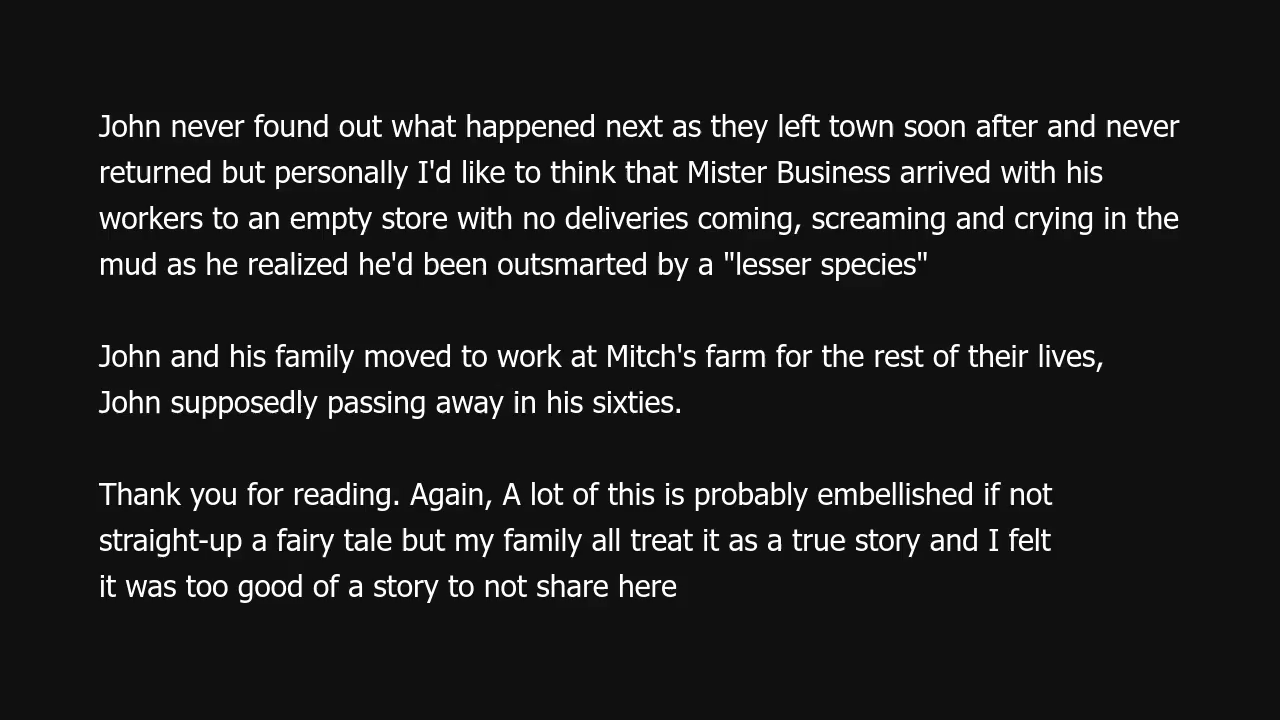 John never found out what happened next as they left town soon after and never
returned but personally I'd like to think that Mister Business arrived with his
workers to an empty store with no deliveries coming, screaming and crying in the
mud as he realized he'd been outsmarted by a "lesser species"
John and his family moved to work at Mitch's farm for the rest of their lives,
John supposedly passing away in his sixties.
Thank you for reading. Again, A lot of this is probably embellished if not
straight-up a fairy tale but my family all treat it as a true story and I felt
it was too good of a story to not share here